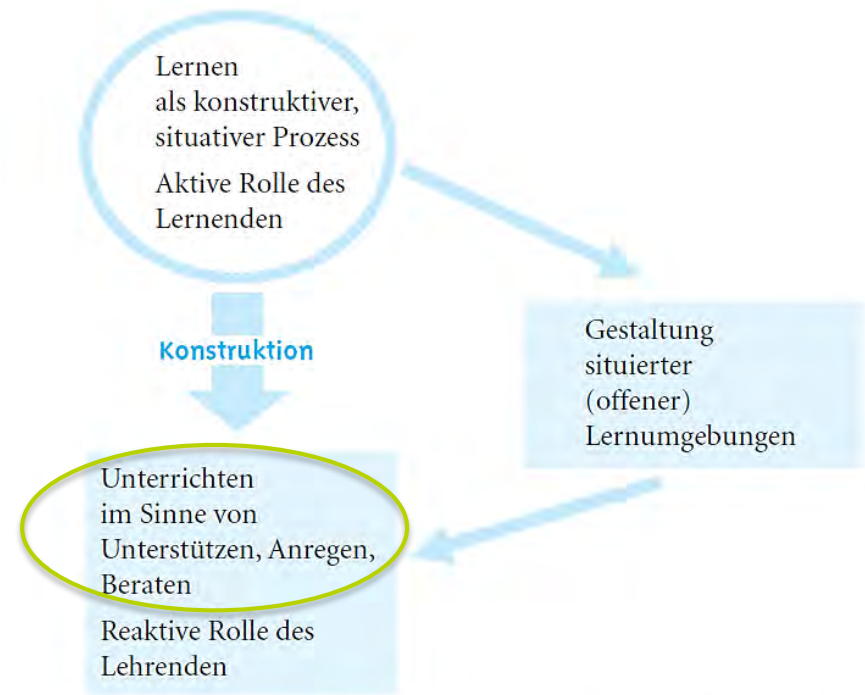 Lernen
als konstruktiver,
situativer Prozess
Aktive Rolle des
Lernenden
Konstruktion
Gestaltung
situierter
(offener)
Lernumgebungen
Unterrichten
im Sinne von
Unterstützen, Anregen,
Beraten
Reaktive Rolle des
Lehrenden